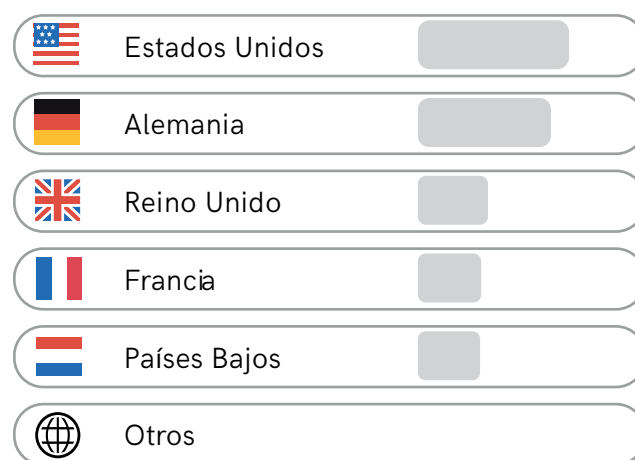 Estados Unidos
Alemania
Reino Unido
Francia
Países Bajos
Otros